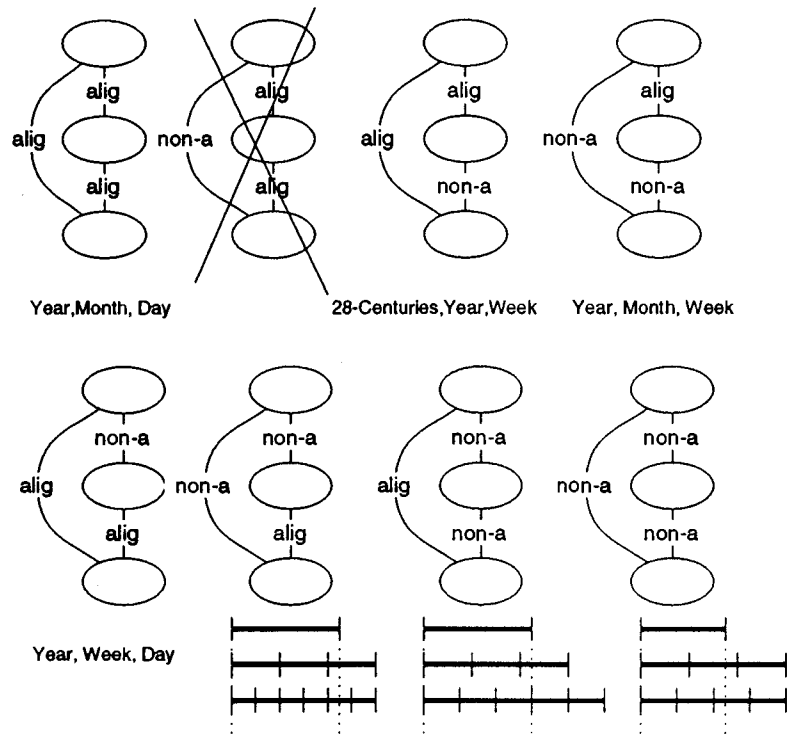 alig alig alig alig
alig non-a alig non-a
alig alig non-a non-a
Year,Month, Day 28-Centuries,Year,Week Year, Month, Week
non-a non-a non-a non-a
alig non-a alig non-a
alig alig non-a non-a
Year, Week, Day